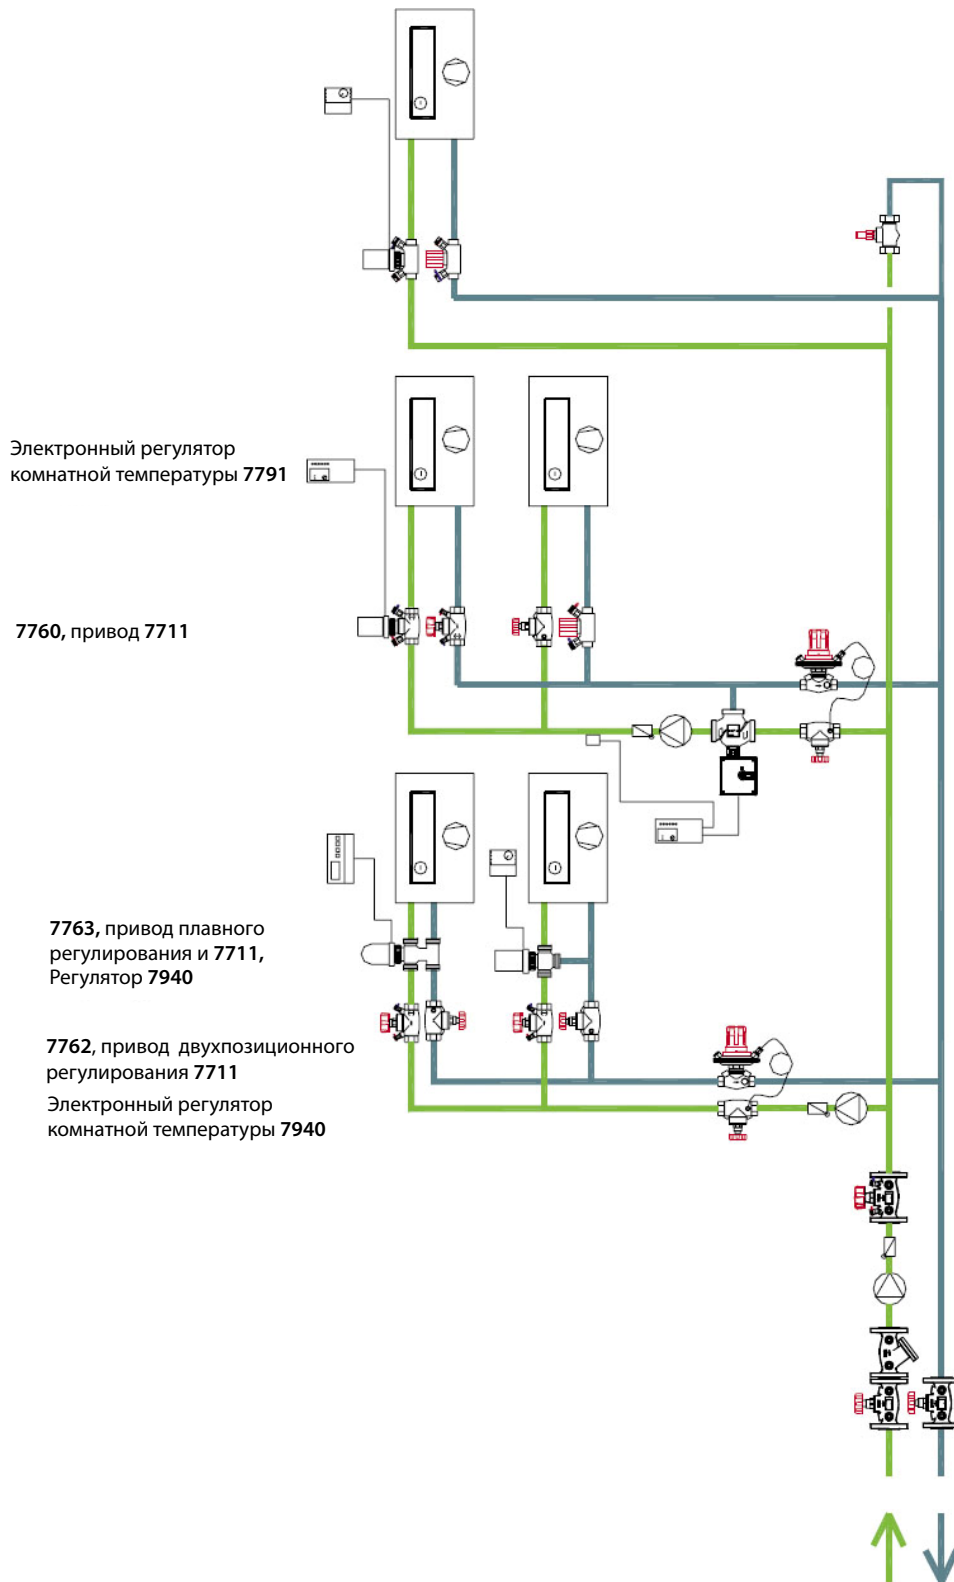 Электронный регулятор
комнатной температуры 7791
7760, привод 7711
7763, привод плавного
регулирования и 7711,
Регулятор 7940
7762, привод двухпозиционного
регулирования 7711
Электронный регулятор
комнатной температуры 7940